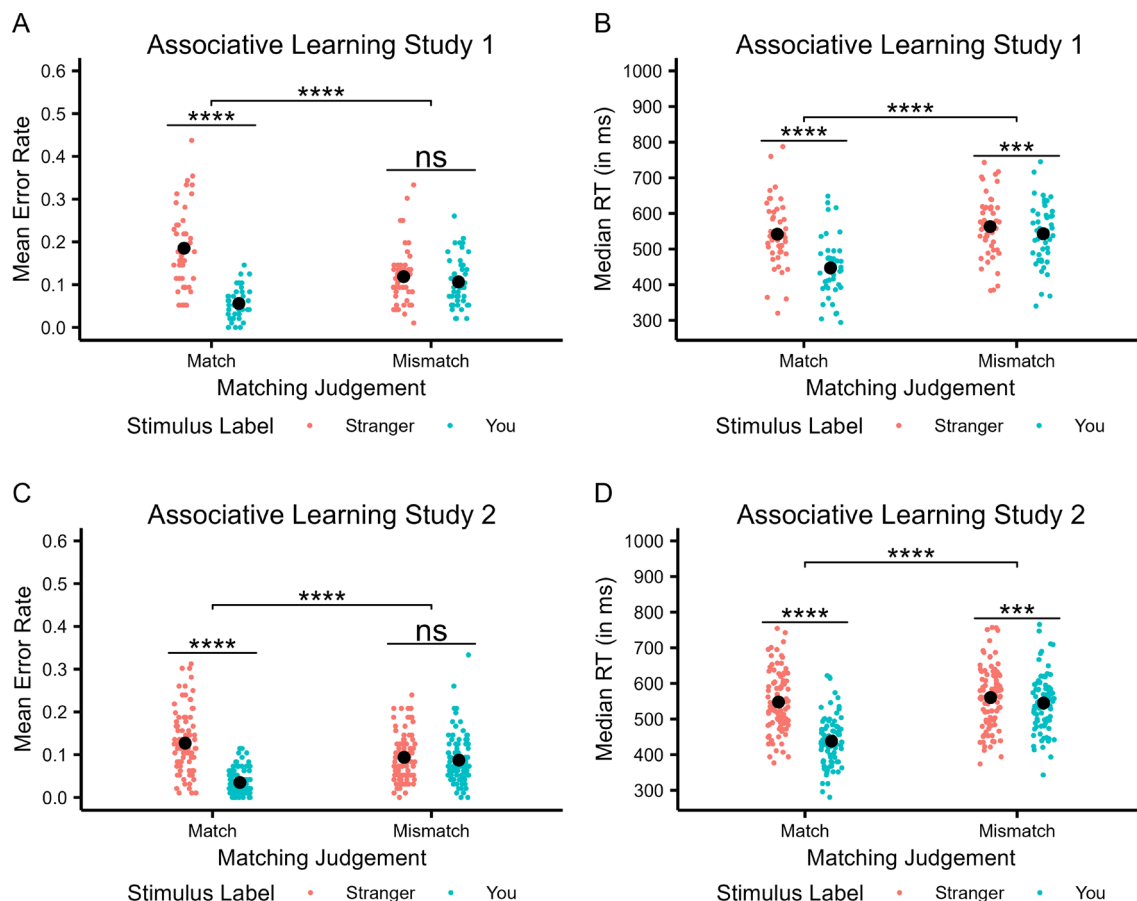 A
Associative Learning Study 1
Mean Error Rate
0.6
0.5
0.4
0.3
0.2
0.1
0.0
****
****
ns
Match
Mismatch
Matching Judgement
Stimulus Label Stranger You
B
Associative Learning Study 1
Median RT (in ms)
1000
900
800
700
600
500
400
300
****
****
***
Match
Mismatch
Matching Judgement
Stimulus Label Stranger You
C
Associative Learning Study 2
Mean Error Rate
0.6
0.5
0.4
0.3
0.2
0.1
0.0
****
****
ns
Match
Mismatch
Matching Judgement
Stimulus Label Stranger You
D
Associative Learning Study 2
Median RT (in ms)
1000
900
800
700
600
500
400
300
****
****
***
Match
Mismatch
Matching Judgement
Stimulus Label Stranger You